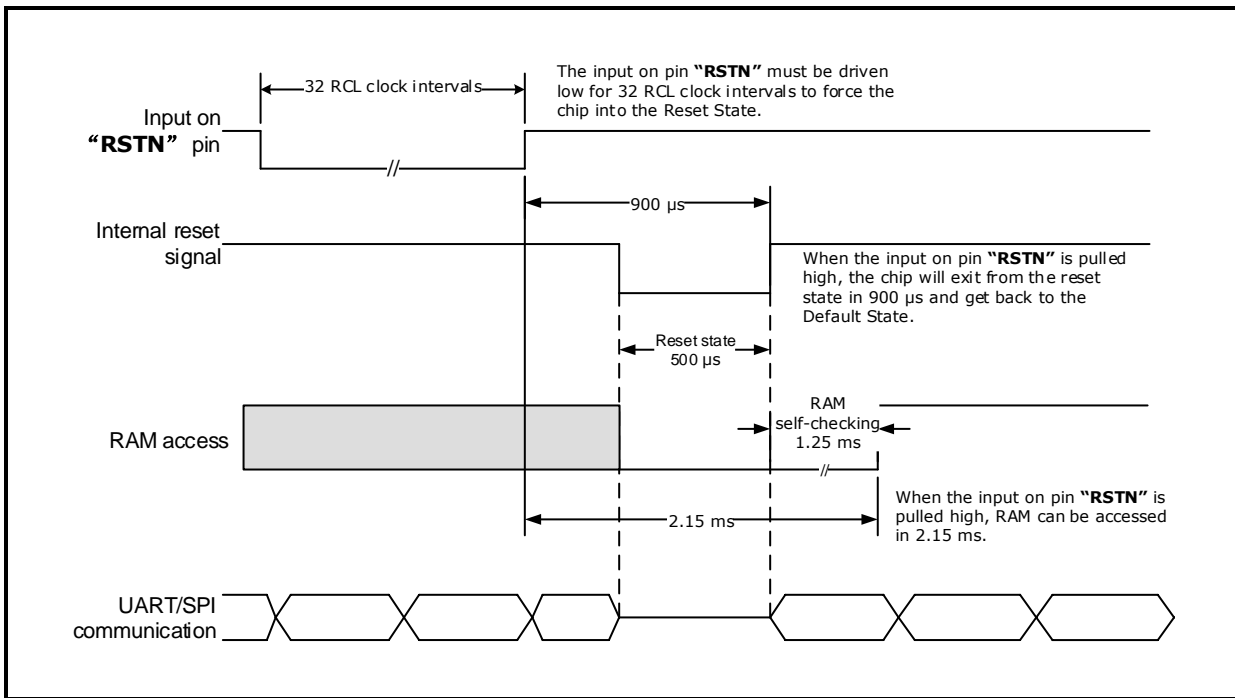 32 RCL clock intervals
The input on pin “RSTN” must be driven
low for 32 RCL clock intervals to force the
chip into the Reset State.
Input on
“RSTN” pin
900 µs
Internal reset
signal
When the input on pin “RSTN” is pulled
high, the chip will exit from the reset
state in 900 µs and get back to the
Default State.
Reset state
500 µs
RAM access
RAM
self-checking
1.25 ms
2.15 ms
When the input on pin “RSTN” is
pulled high, RAM can be accessed
in 2.15 ms.
UART/SPI
communication